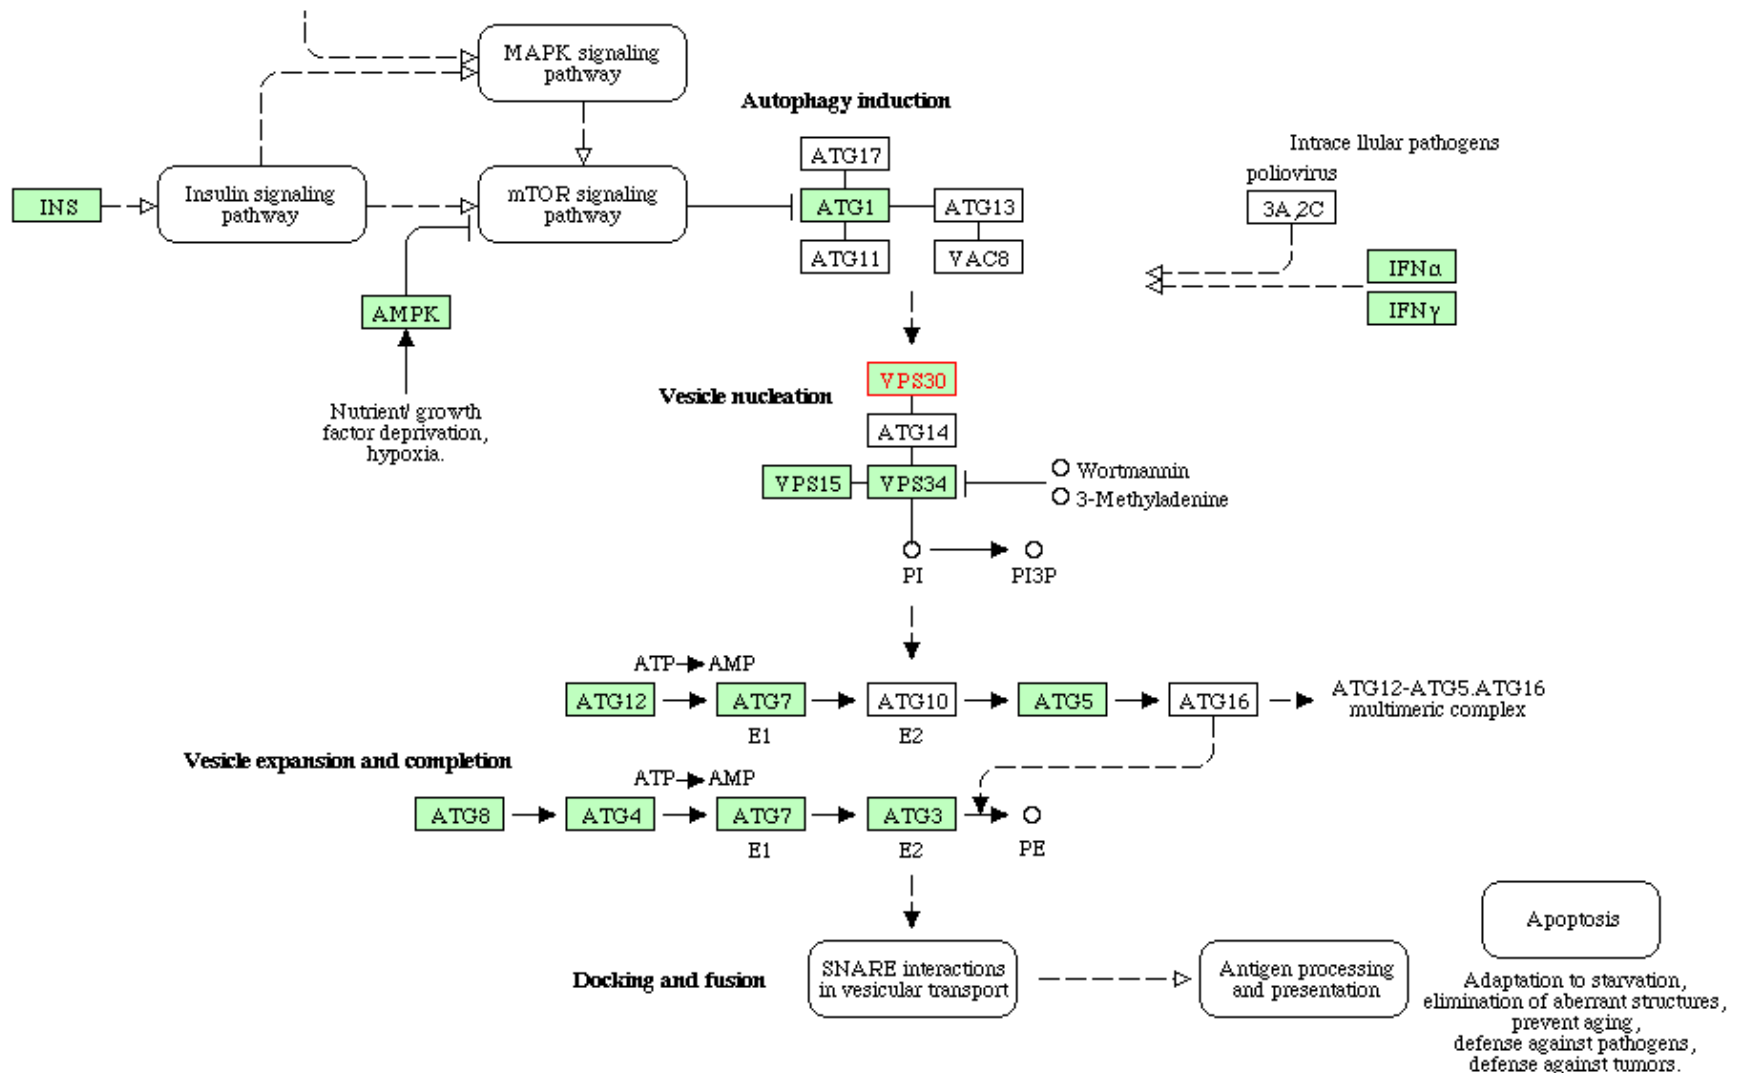 MAPK signaling
pathway
Autophagy induction
ATG17
Intrace llular pathogens
poliovirus
INS
Insulin signaling
pathway
mTOR signaling
pathway
ATG1
ATG13
3A,2C
ATG11
VAC8
IFNα
AMPK
IFNγ
VPS30
Vesicle nucleation
Nutrient/ growth
factor deprivation,
hypoxia.
ATG14
VPS15
VPS34
Wortmannin
3-Methyladenine
PI
PI3P
ATP
AMP
ATG12
ATG7
ATG10
ATG5
ATG16
ATG12-ATG5.ATG16
multimeric complex
E1
E2
Vesicle expansion and completion
ATP
AMP
ATG8
ATG4
ATG7
ATG3
E1
E2
PE
Apoptosis
Docking and fusion
SNARE interactions
in vesicular transport
Antigen processing
and presentation
Adaptation to starvation,
elimination of aberrant structures,
prevent aging,
defense against pathogens,
defense against tumors.